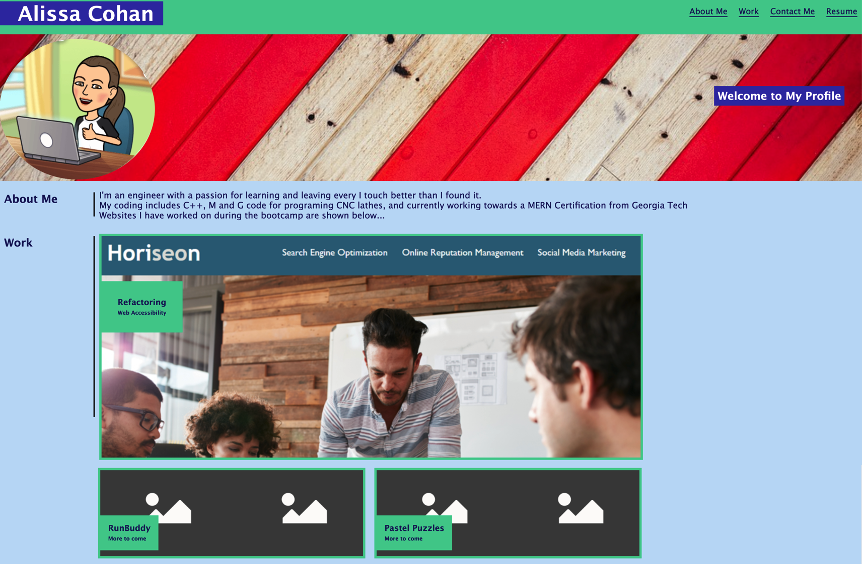 Alissa Cohan
About Me Work Contact Me Resume
Welcome to My Profile
About Me
I'm an engineer with a passion for learning and leaving every I touch better than I found it.
My coding includes C++, M and G code for programing CNC lathes, and currently working towards a MERN Certification from Georgia Tech
Websites I have worked on during the bootcamp are shown below...
Work
Horiseon
Search Engine Optimization Online Reputation Management Social Media Marketing
Refactoring
Web Accessibility
RunBuddy
More to come
Pastel Puzzles
More to come